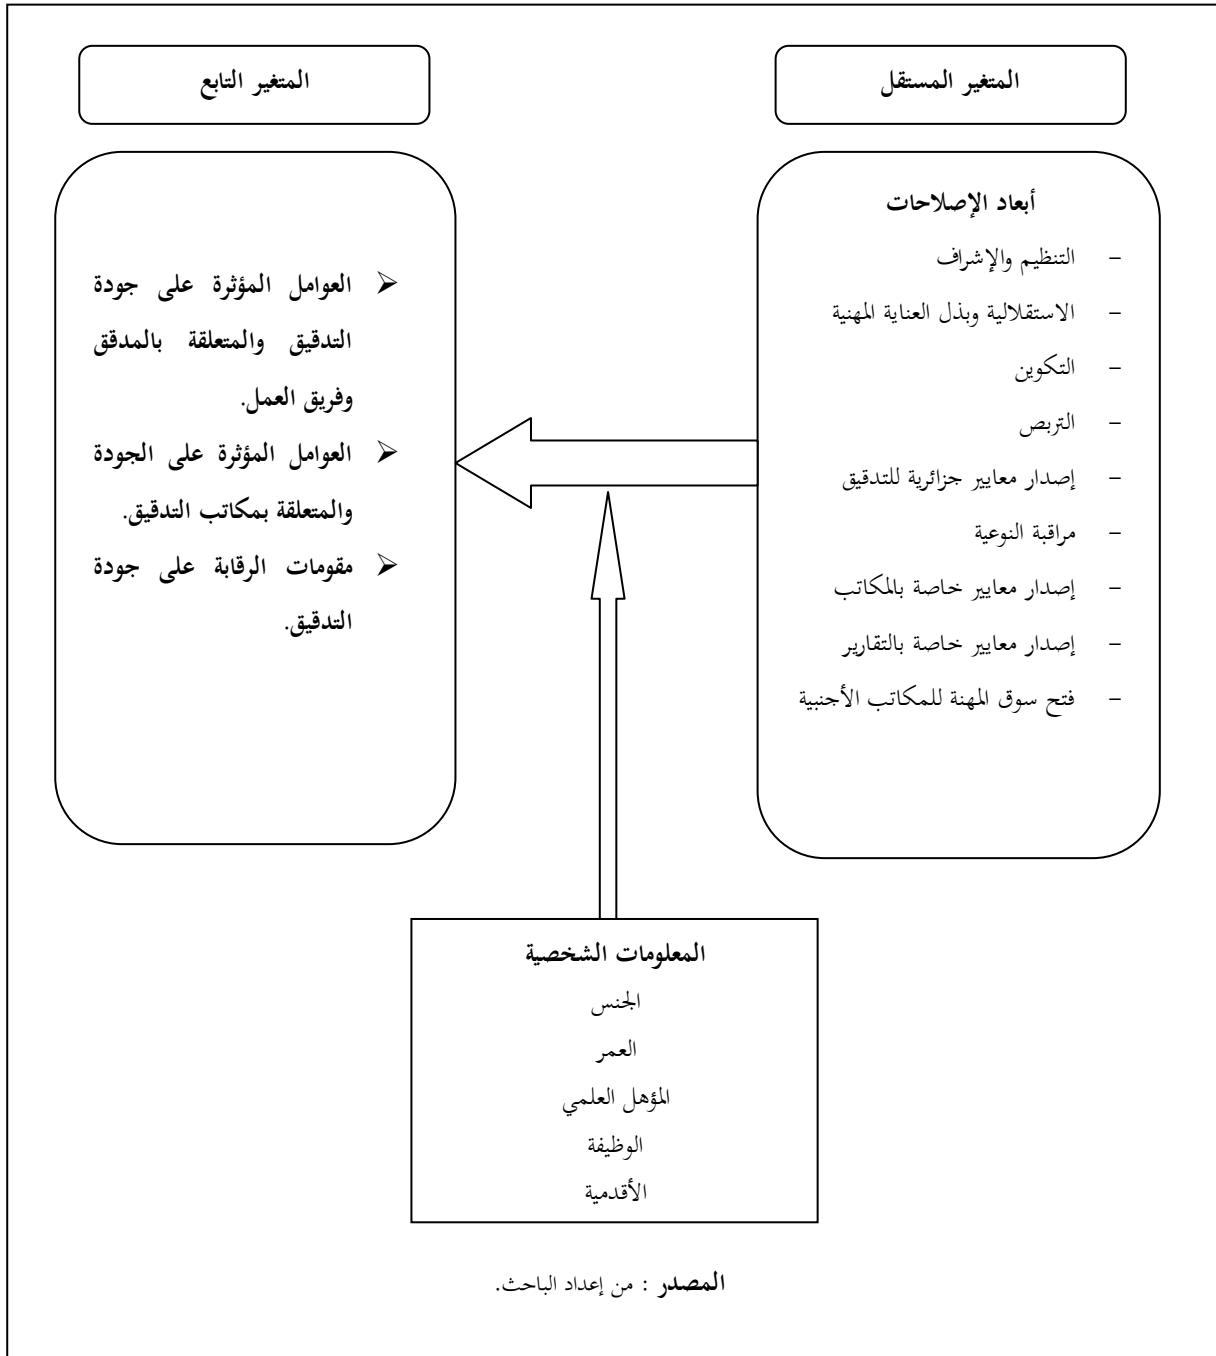 المتغير المستقل
المتغير التابع
أبعاد الإصلاحات
– التنظيم والإشراف
– الاستقلالية وبذل العناية المهنية
– التكوين
– التربص
– إصدار معايير جزائرية للتدقيق
– مراقبة النوعية
– إصدار معايير خاصة بالمكاتب
– إصدار معايير خاصة بالتقارير
– فتح سوق المهنة للمكاتب الأجنبية
➢ العوامل المؤثرة على جودة
التدقيق والمتعلقة بالمدقق
وفريق العمل.
➢ العوامل المؤثرة على الجودة
والمتعلقة بمكاتب التدقيق.
➢ مقومات الرقابة على جودة
التدقيق.
المعلومات الشخصية
الجنس
العمر
المؤهل العلمي
الوظيفة
الأقدمية
المصدر : من إعداد الباحث.